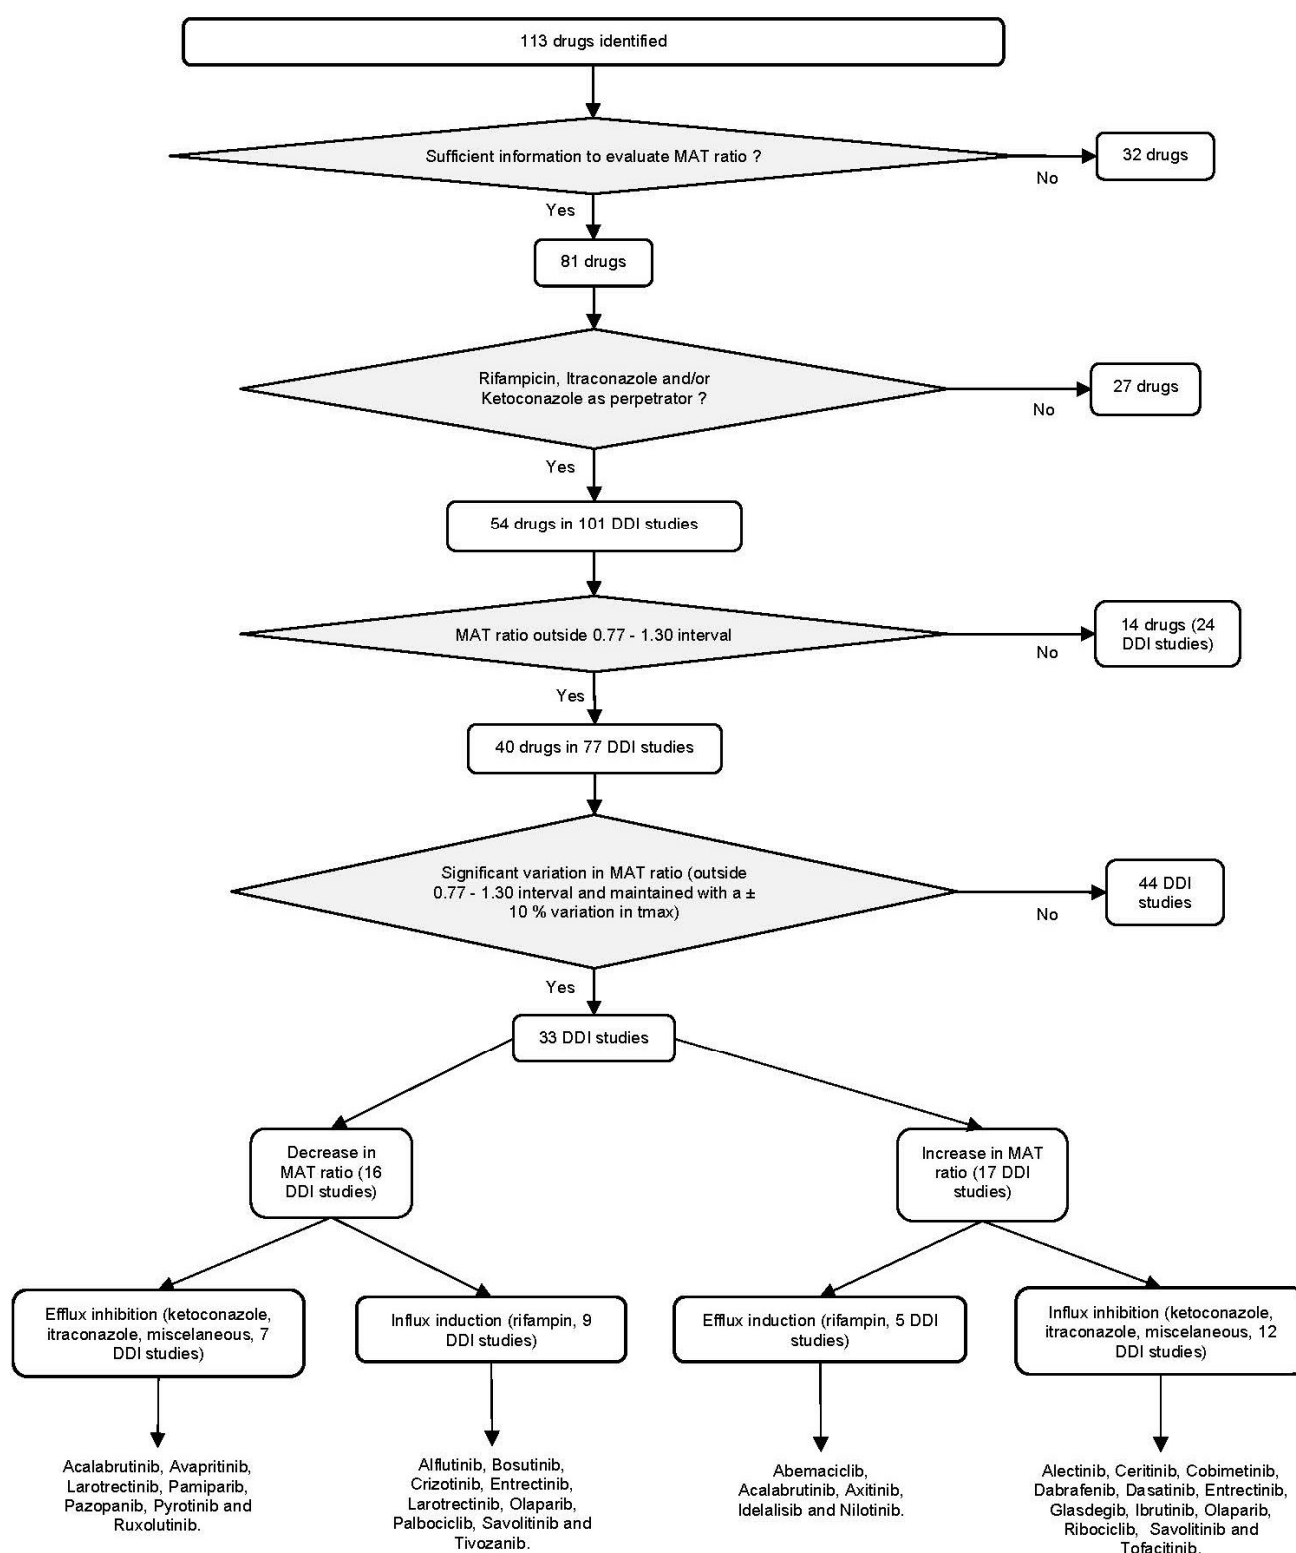 113 drugs identified
Sufficient information to evaluate MAT ratio ?
32 drugs
No
Yes
81 drugs
Rifampicin, Itraconazole and/or
Ketoconazole as perpetrator ?
27 drugs
No
Yes
54 drugs in 101 DDI studies
MAT ratio outside 0.77 - 1.30 interval
14 drugs (24
DDI studies)
No
Yes
40 drugs in 77 DDI studies
Significant variation in MAT ratio (outside
0.77 - 1.30 interval and maintained with a ±
10 % variation in tmax)
44 DDI
studies
No
Yes
33 DDI studies
Decrease in
MAT ratio (16
DDI studies)
Increase in MAT
ratio (17 DDI
studies)
Efflux inhibition (ketoconazole,
itraconazole, miscelaneous, 7
DDI studies)
Influx induction (rifampin, 9
DDI studies)
Efflux induction (rifampin, 5 DDI
studies)
Influx inhibition (ketoconazole,
itraconazole, miscelaneous, 12
DDI studies)
Acalabrutinib, Avapritinib,
Larotrectinib, Pamiparib,
Pazopanib, Pyrotinib and
Ruxolutinib.
Alflutinib, Bosutinib,
Crizotinib, Entrectinib,
Larotrectinib, Olaparib,
Palbociclib, Savolitinib and
Tivozanib.
Abemaciclib,
Acalabrutinib, Axitinib,
Idelalisib and Nilotinib.
Alectinib, Ceritinib, Cobimetinib,
Dabrafenib, Dasatinib, Entrectinib,
Glasdegib, Ibrutinib, Olaparib,
Ribociclib, Savolitinib and
Tofacitinib.